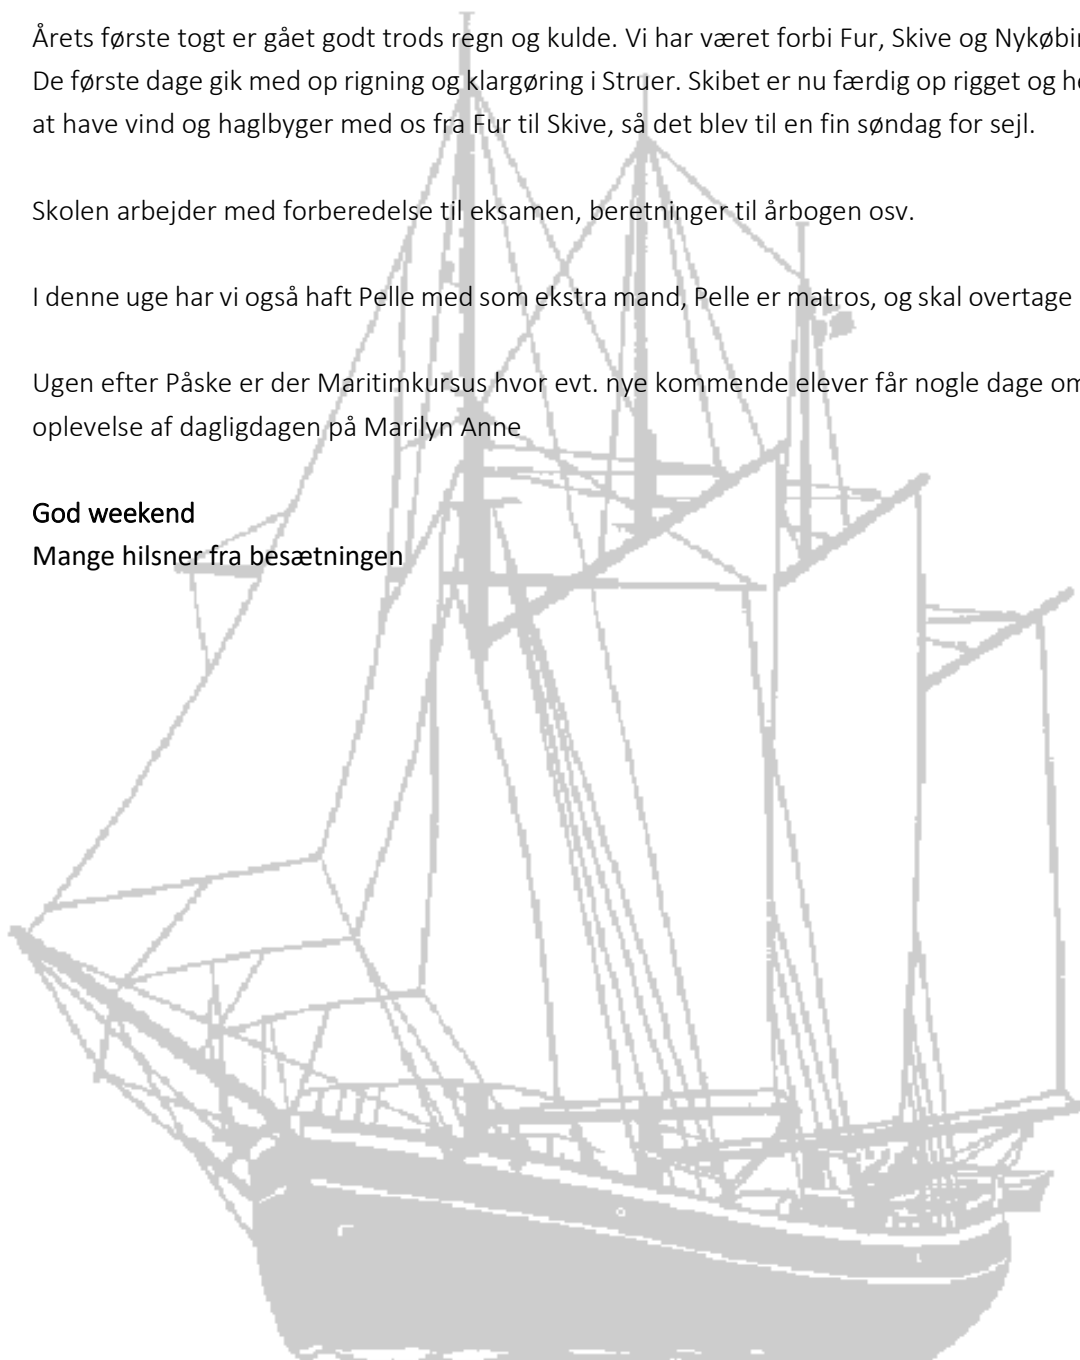 Årets første togt er gået godt trods regn og kulde. Vi har været forbi Fur, Skive og
De første dage gik med op rigning og klargøring i Struer. Skibet er nu færdig op rigget og
at have vind og haglbyger med os fra Fur til Skive, så det blev til en fin søndag for sejl.
Skolen arbejder med forberedelse til eksamen, beretninger til årbogen osv.
I denne uge har vi også haft Pelle med som ekstra mand, Pelle er matros, og skal overtage
Ugen efter Påske er der Maritimkursus hvor evt. nye kommende elever får nogle dage
oplevelse af dagligdagen på Marilyn Anne
God weekend
Mange hilsner fra besætningen